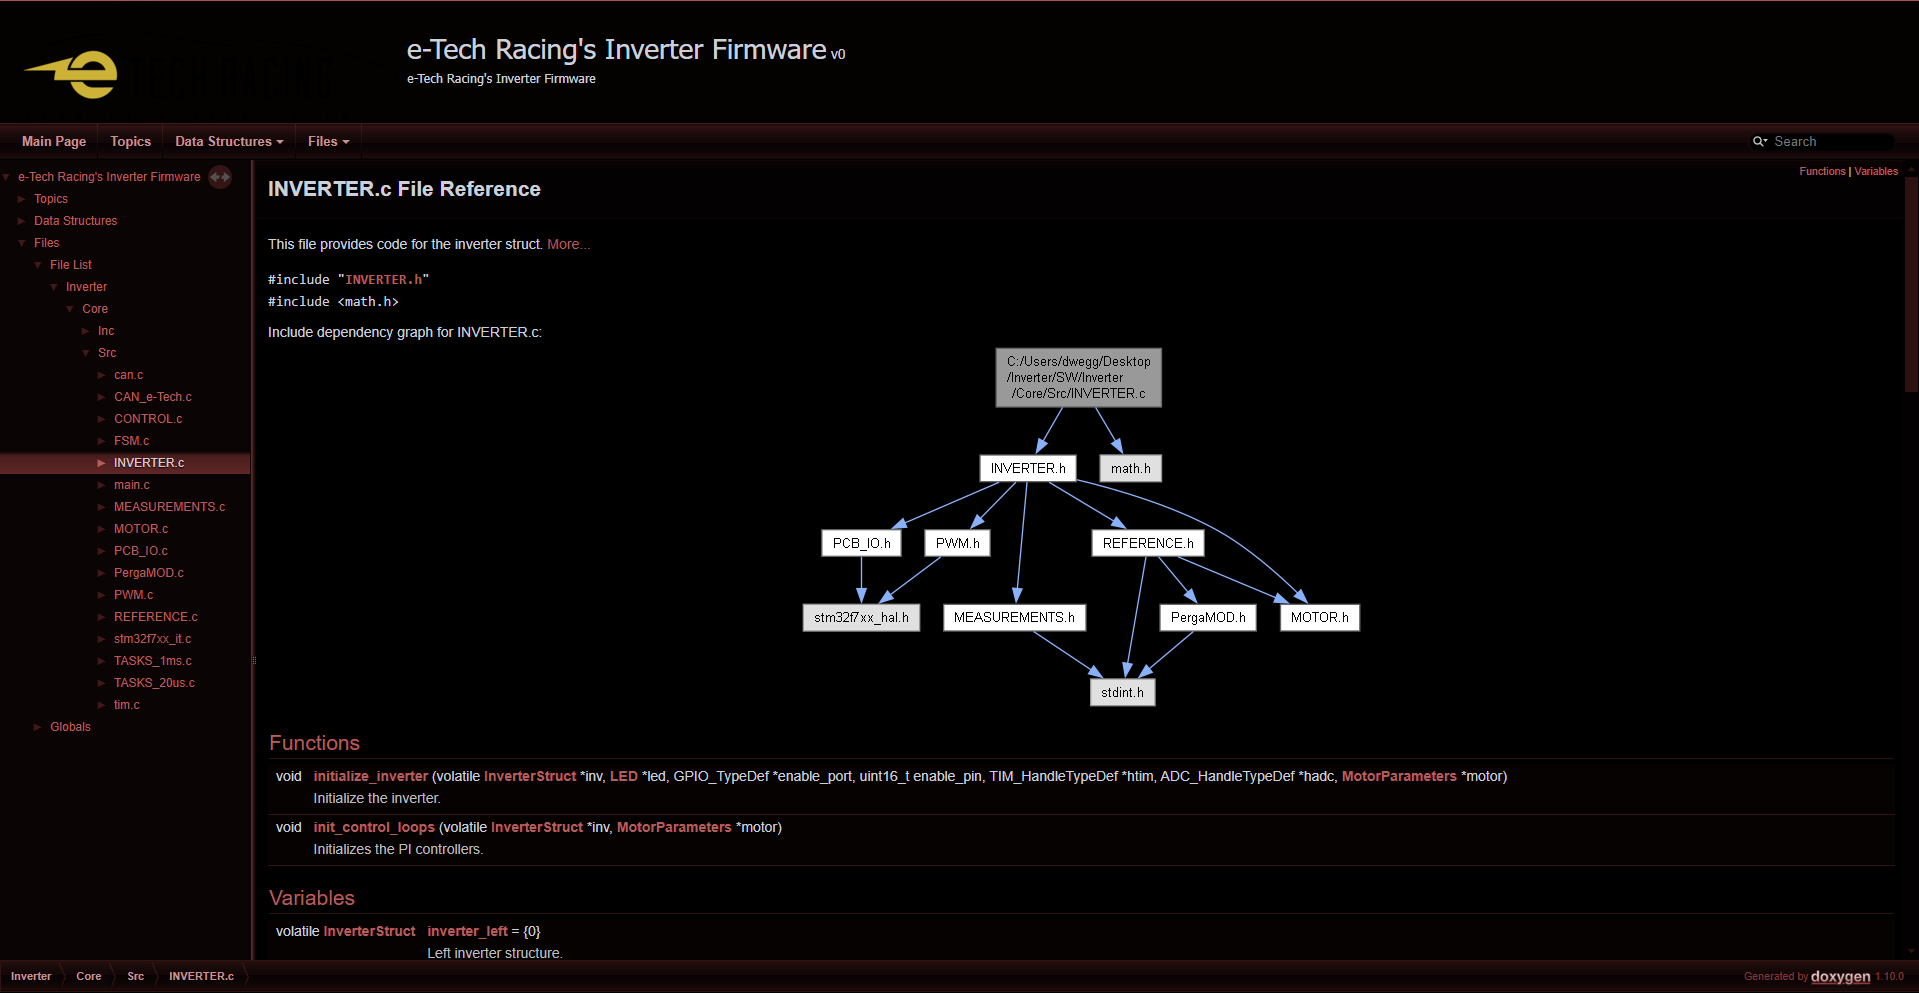 e-Tech Racing's Inverter Firmware v0
e-Tech Racing's Inverter Firmware
e TECH RACING
Main Page
Topics
Data Structures
Files
Search
e-Tech Racing's Inverter Firmware
Topics
Data Structures
Files
File List
Inverter
Core
Inc
Src
can.c
CAN_e-Tech.c
CONTROL.c
FSM.c
INVERTER.c
main.c
MEASUREMENTS.c
MOTOR.c
PCB_IO.c
PergaMOD.c
PWM.c
REFERENCE.c
stm32f7xx_it.c
TASKS_1ms.c
TASKS_20us.c
tim.c
Globals
Functions | Variables
INVERTER.c File Reference
This file provides code for the inverter struct. More...
#include "INVERTER.h"
#include <math.h>
Include dependency graph for INVERTER.c:
C:/Users/dwegg/Desktop
/Inverter/SW/Inverter
/Core/Src/INVERTER.c
INVERTER.h
math.h
PCB_IO.h
PWM.h
REFERENCE.h
stm32f7xx_hal.h
MEASUREMENTS.h
PergaMOD.h
MOTOR.h
stdint.h
Functions
void initialize_inverter (volatile InverterStruct *inv, LED *led, GPIO_TypeDef *enable_port, uint16_t enable_pin, TIM_HandleTypeDef *htim, ADC_HandleTypeDef *hadc, MotorParameters *motor)
Initialize the inverter.
void init_control_loops (volatile InverterStruct *inv, MotorParameters *motor)
Initializes the PI controllers.
Variables
volatile InverterStruct inverter_left = {0}
Left inverter structure.
Inverter
Core
Src
INVERTER.c
Generated by doxygen 1.10.0